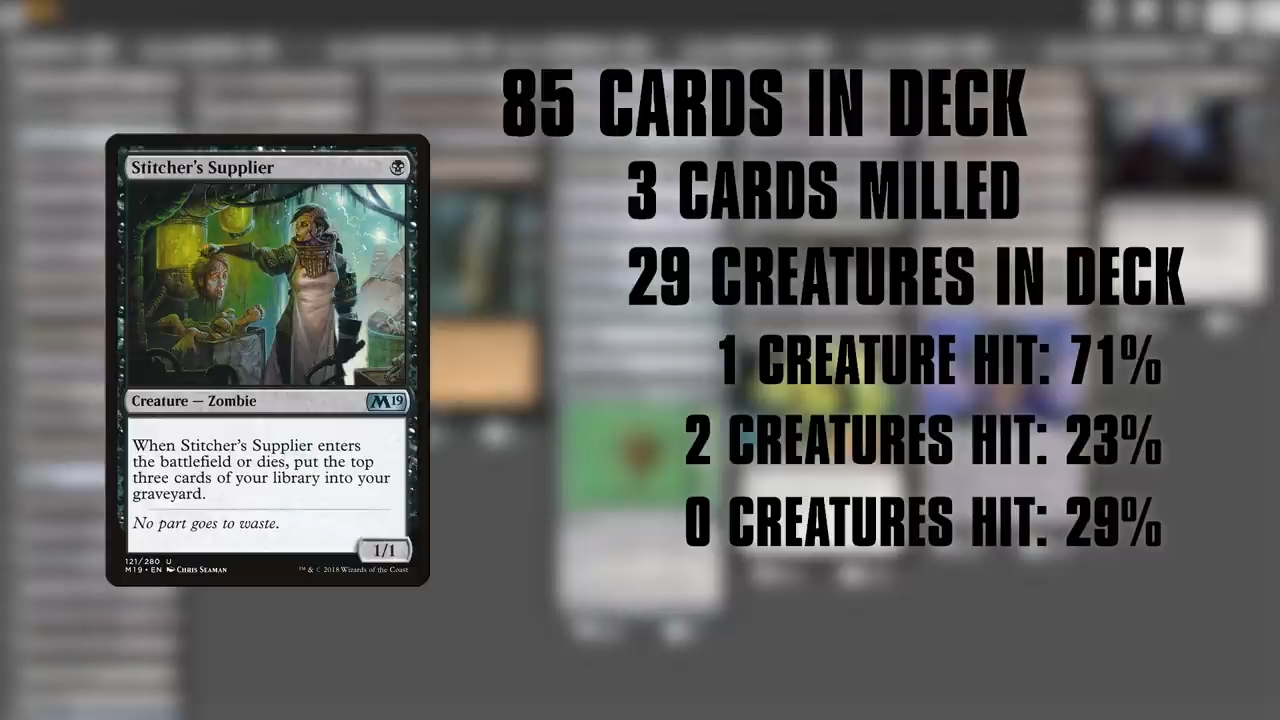 Stitcher's Supplier
Creature — Zombie
M19
When Stitcher's Supplier enters
the battlefield or dies, put the top
three cards of your library into your
graveyard.
No part goes to waste.
1/1
121/280 U
M19 • EN Chris Seaman
™ & © 2018 Wizards of the Coast
85 CARDS IN DECK
3 CARDS MILLED
29 CREATURES IN DECK
1 CREATURE HIT: 71%
2 CREATURES HIT: 23%
0 CREATURES HIT: 29%